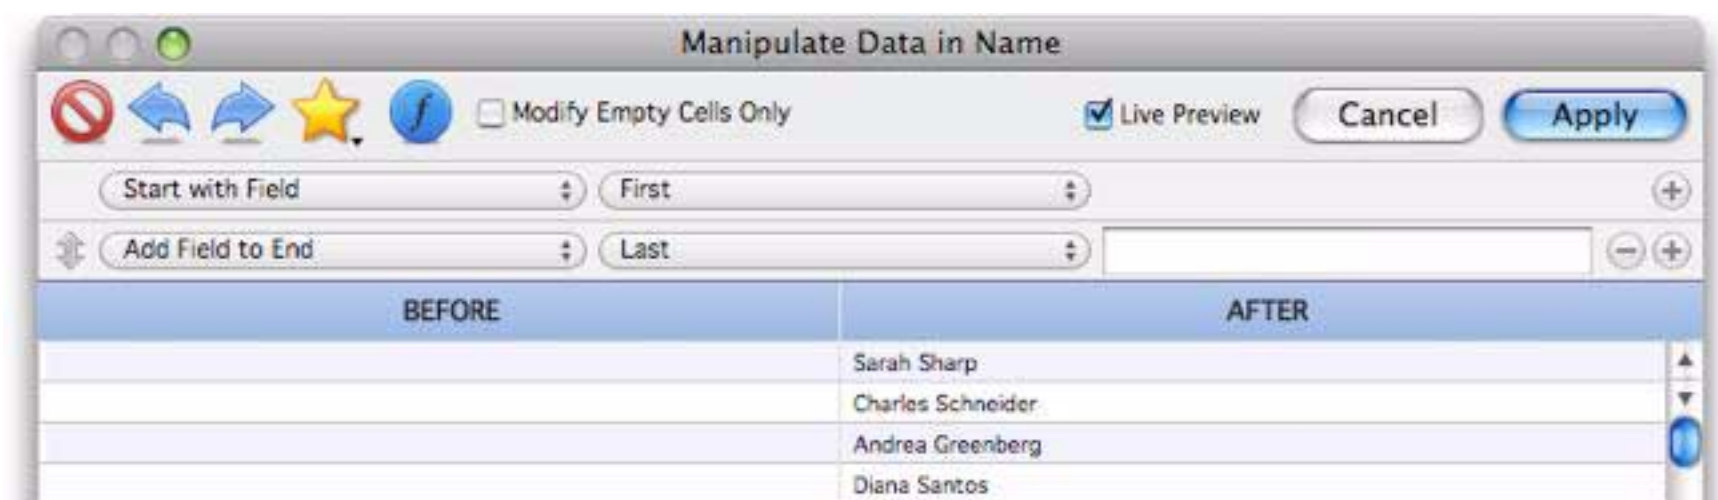 Manipulate Data in Name
f Modify Empty Cells Only Live Preview Cancel Apply
Start with Field First
Add Field to End Last
BEFORE AFTER
Sarah Sharp
Charles Schneider
Andrea Greenberg
Diana Santos